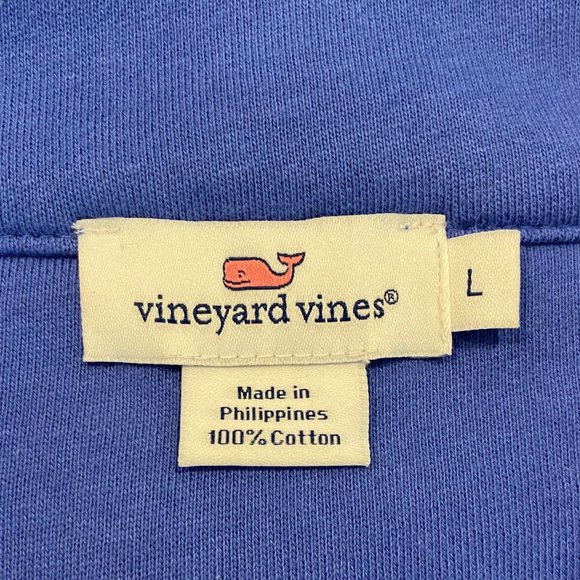 vineyard vines®
L
Made in
Philippines
100% Cotton